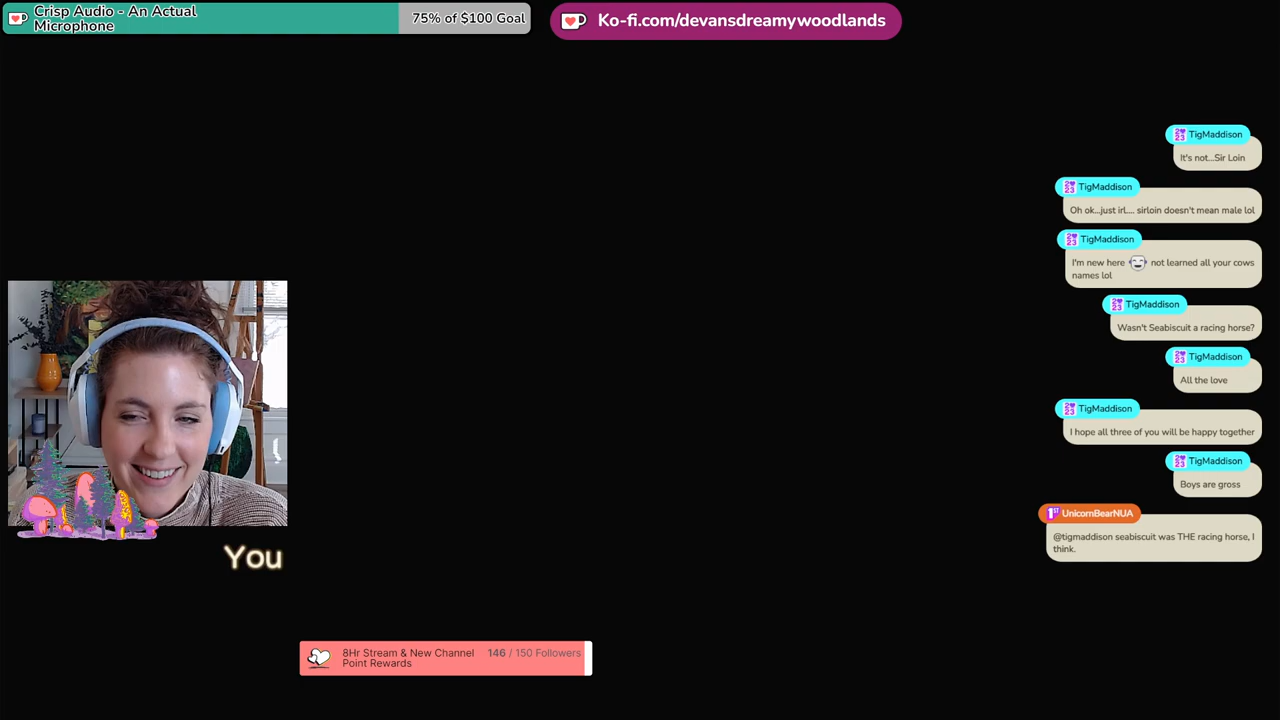 Crisp Audio - An Actual
Microphone
75% of $100 Goal
Ko-fi.com/devansdreamywoodlands
TigMaddison
It's not...Sir Loin
TigMaddison
Oh ok...just irl.... sirloin doesn't mean male lol
TigMaddison
I'm new here not learned all your cows
names lol
TigMaddison
Wasn't Seabiscuit a racing horse?
TigMaddison
All the love
TigMaddison
I hope all three of you will be happy together
TigMaddison
Boys are gross
1ST UnicornBearNUA
@tigmaddison seabiscuit was THE racing horse, I
think.
You
8Hr Stream & New Channel
Point Rewards
146 / 150 Followers